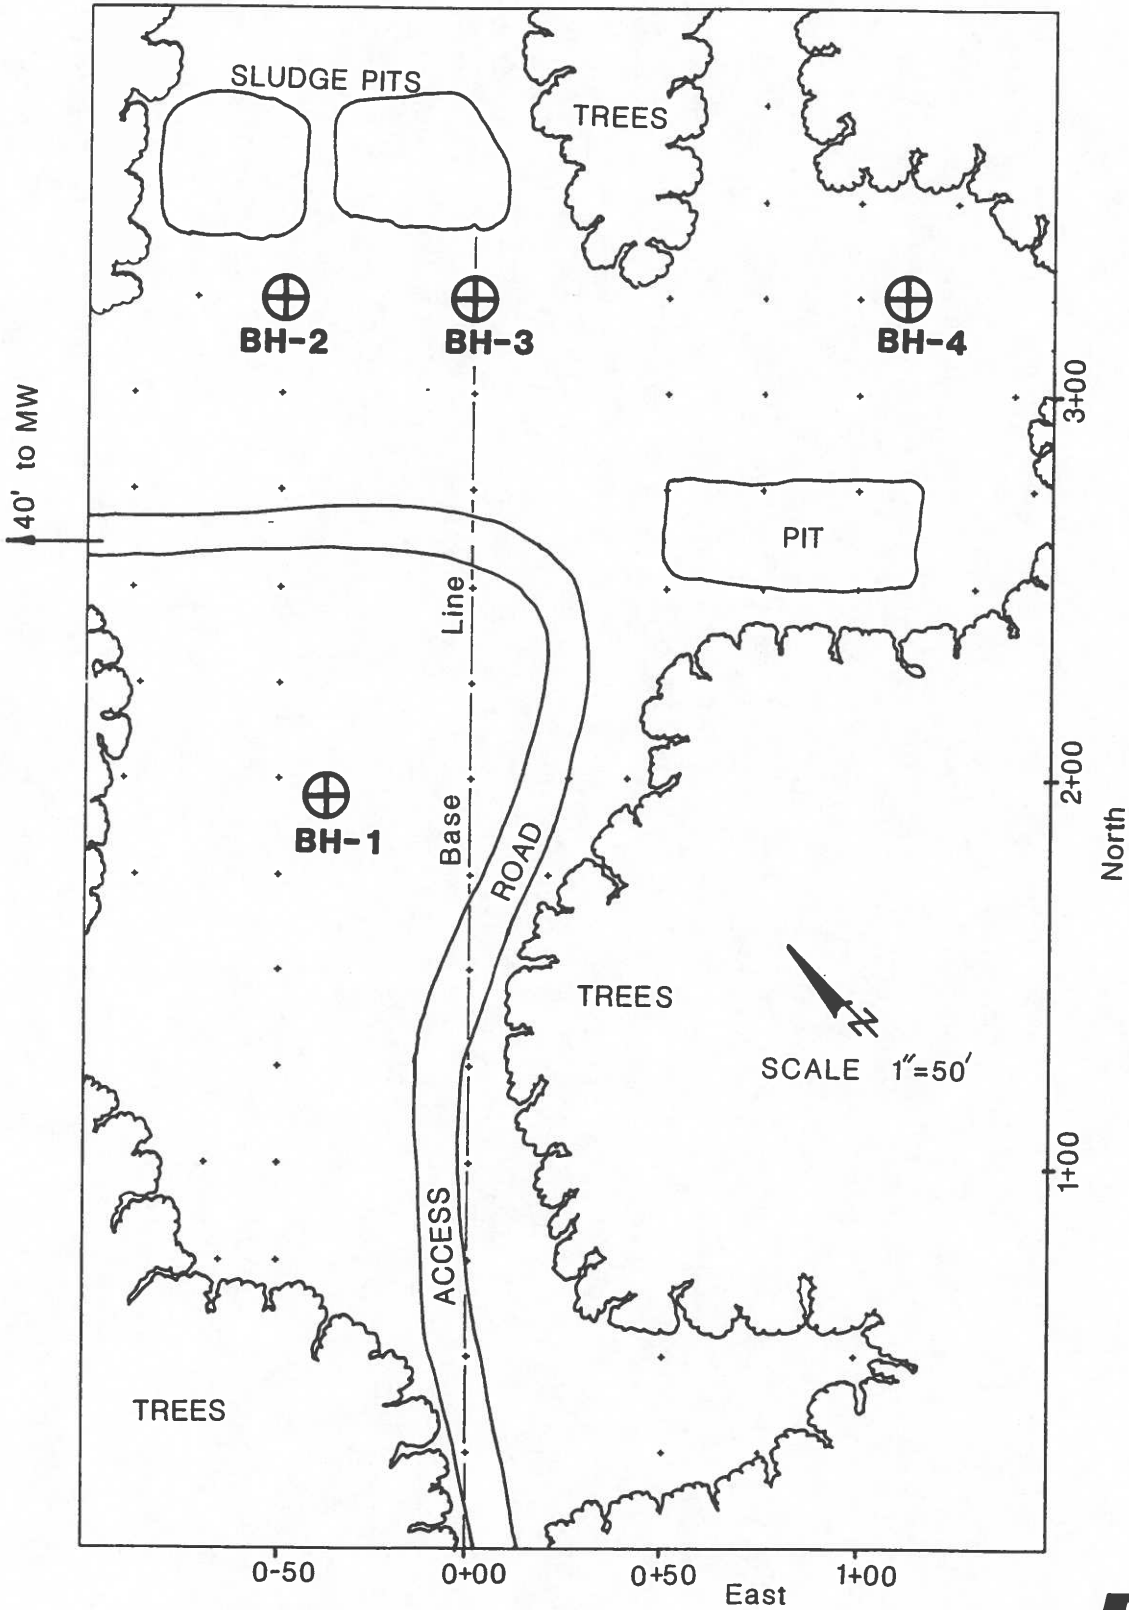 SLUDGE PITS
TREES
BH-2
BH-3
BH-4
40' to MW
3+00
PIT
Line
2+00
BH-1
Base
ROAD
North
TREES
N
SCALE 1"=50'
1+00
ACCESS
TREES
0-50
0+00
0+50
1+00
East